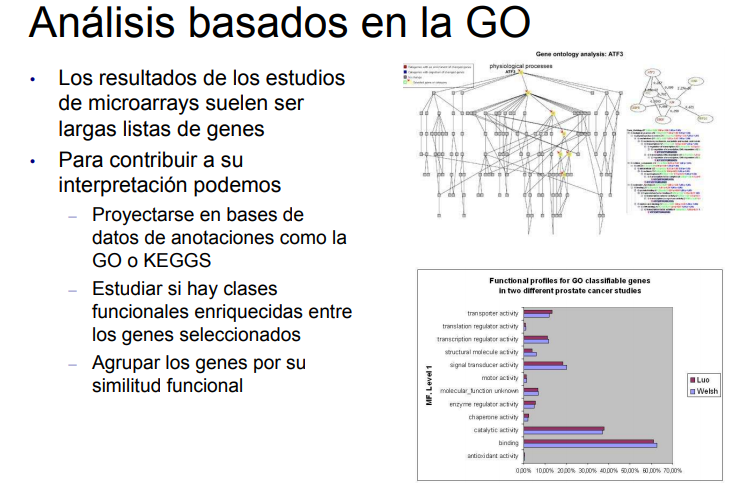 Análisis basados en la GO
• Los resultados de los estudios
de microarrays suelen ser
largas listas de genes
• Para contribuir a su
interpretación podemos
– Proyectarse en bases de
datos de anotaciones como la
GO o KEGGS
– Estudiar si hay clases
funcionales enriquecidas entre
los genes seleccionados
– Agrupar los genes por su
similitud funcional
Gene ontology analysis: ATF3
physiological processes
ATF3
Functional profiles for GO classifiable genes
in two different prostate cancer studies
MF. Level 1
transpotter activity
translation regulator activity
transcription regulator activity
structural molecule activity
signal transducer activity
motor activity
molecular_function unknown
enzyme regulator activity
chaperone activity
catalytic activity
binding
antioxidant activity
0,00% 10,00% 20,00% 30,00% 40,00% 50,00% 60,00% 70,00%
Luo
Welsh